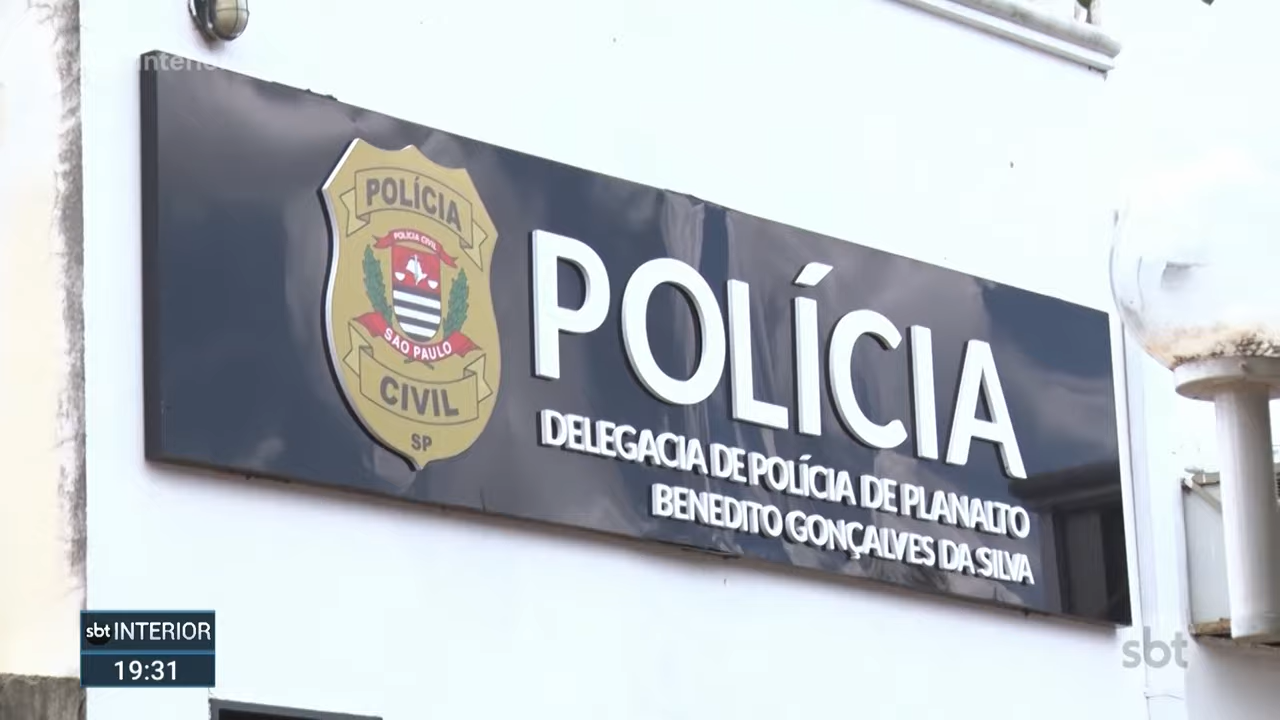 Interior
POLÍCIA
POLÍCIA CIVIL
SÃO PAULO
CIVIL
SP
POLÍCIA
DELEGACIA DE POLÍCIA DE PLANALTO
BENEDITO GONÇALVES DA SILVA
sbt INTERIOR
19:31
sbt